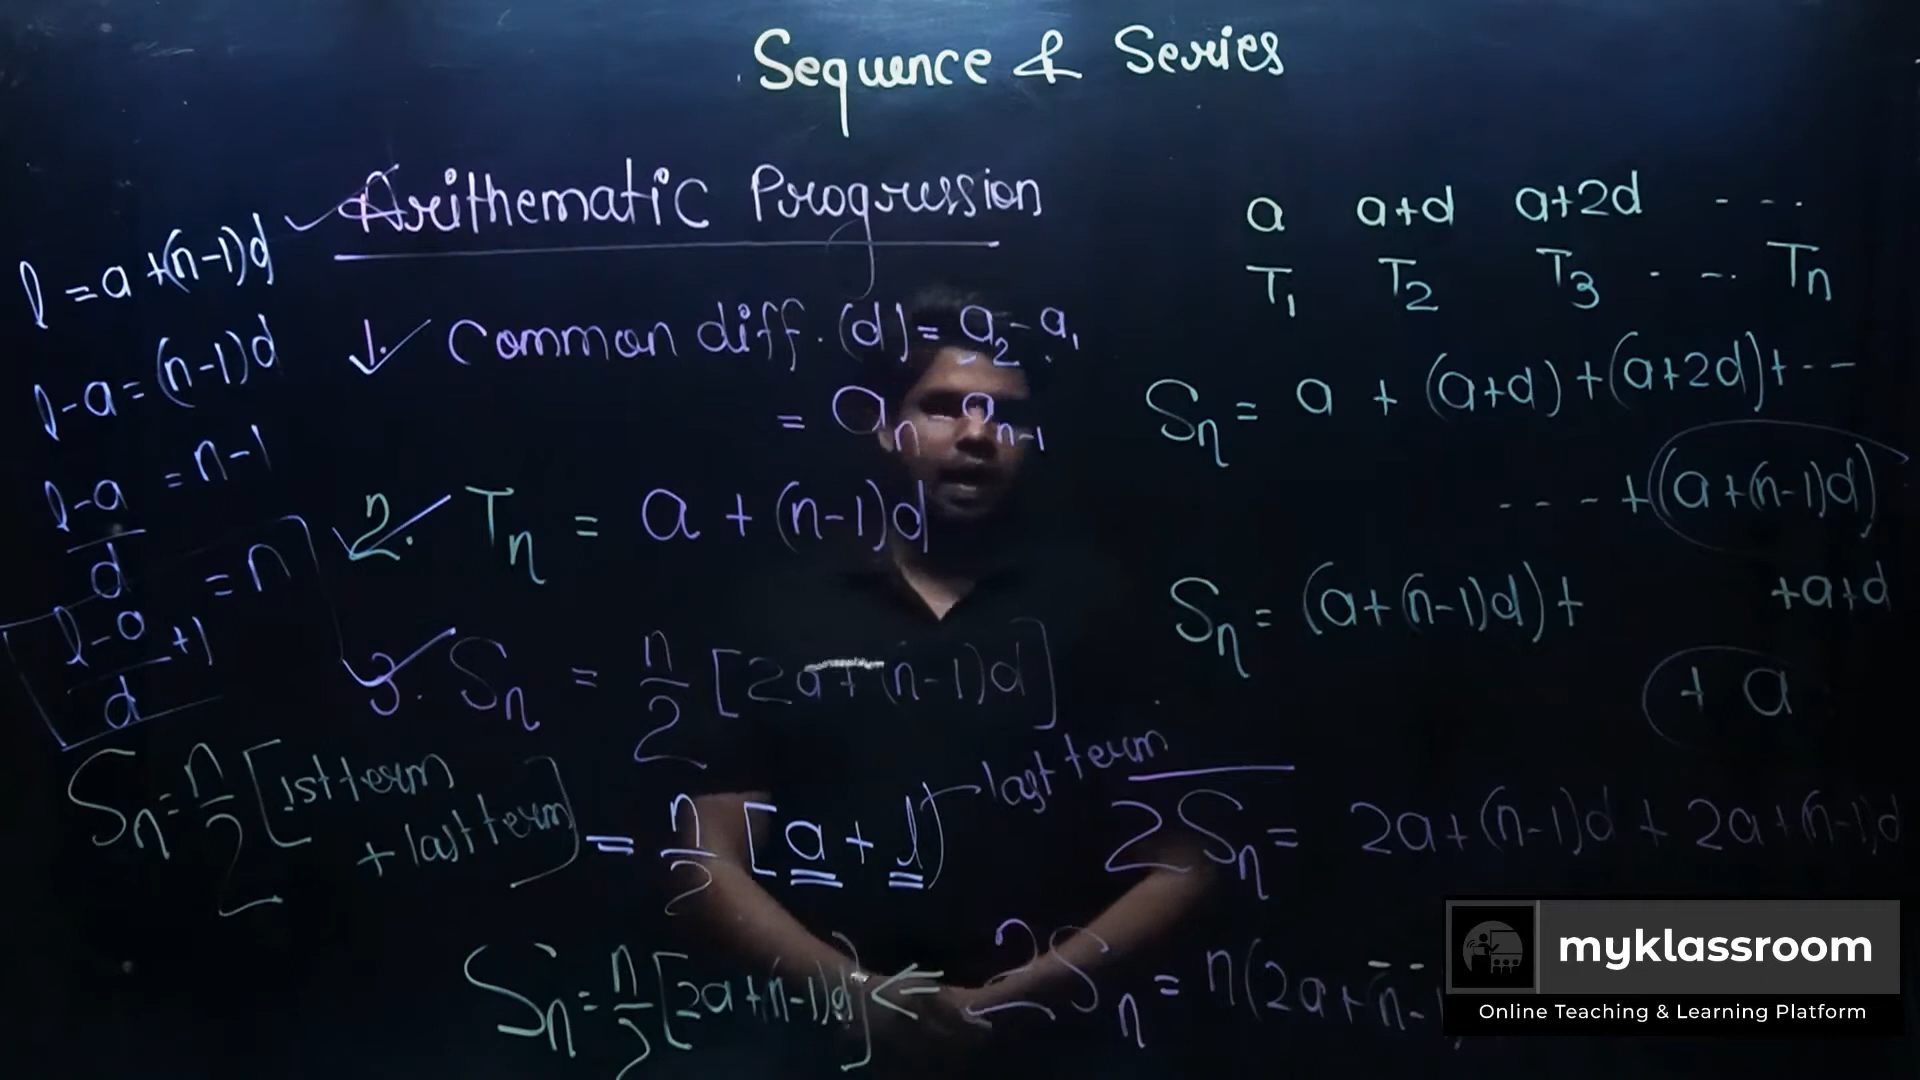 Sequence & Series
Arithematic Progression
l = a + (n-1)d
l-a = (n-1)d
l-a/d = n-1
l-a/d +1 = n
1. Common diff. (d) = a₂ - a₁
= aₙ - aₙ₋₁
2. Tₙ = a + (n-1)d
3. Sₙ = n/2 [2a+(n-1)d]
= n/2 [a + l) last term
Sₙ = n/2 [1st term + last term]
a a+d a+2d - - -
T₁ T₂ T₃ - - - Tₙ
Sₙ = a + (a+d) + (a+2d) + - - -
- - - - + (a+(n-1)d)
Sₙ = (a+(n-1)d) + +a+d
+ a
2Sₙ = 2a+(n-1)d + 2a+(n-1)d
2Sₙ = n(2a+n-1
Sₙ = n/2 [2a+(n-1)d] <=
myklassroom
Online Teaching & Learning Platform